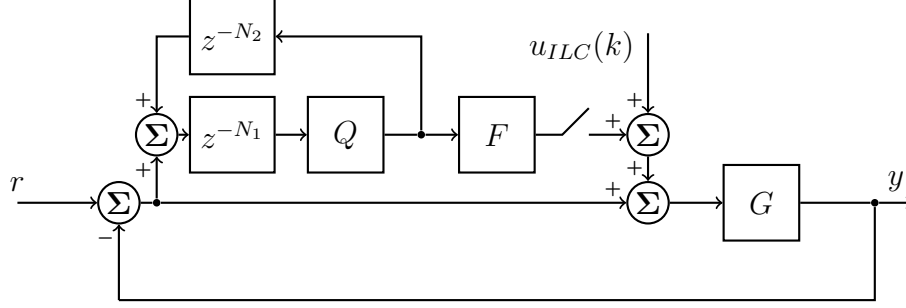 z^{-N_2}
u_{ILC}(k)
+ +
Σ z^{-N_1} Q F + Σ
+ +
r Σ + Σ G y
−